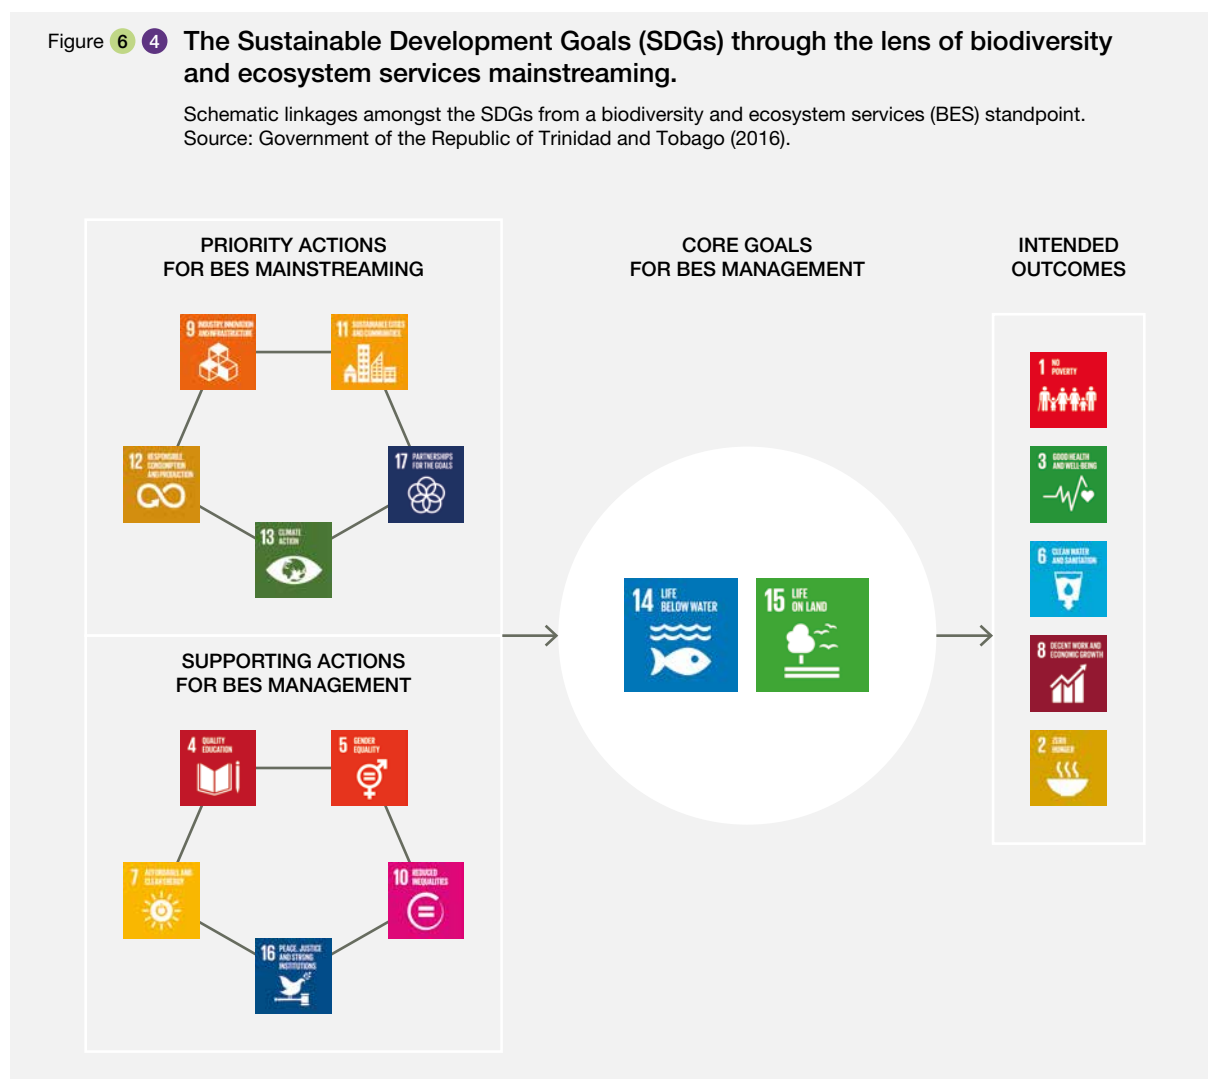 Figure 6 4 The Sustainable Development Goals (SDGs) through the lens of biodiversity
and ecosystem services mainstreaming.
Schematic linkages amongst the SDGs from a biodiversity and ecosystem services (BES) standpoint.
Source: Government of the Republic of Trinidad and Tobago (2016).
PRIORITY ACTIONS
FOR BES MAINSTREAMING
9 INDUSTRY, INNOVATION
AND INFRASTRUCTURE
11 SUSTAINABLE CITIES
AND COMMUNITIES
12 RESPONSIBLE
CONSUMPTION
AND PRODUCTION
17 PARTNERSHIPS
FOR THE GOALS
13 CLIMATE
ACTION
SUPPORTING ACTIONS
FOR BES MANAGEMENT
4 QUALITY
EDUCATION
5 GENDER
EQUALITY
7 AFFORDABLE AND
CLEAN ENERGY
10 REDUCED
INEQUALITIES
16 PEACE, JUSTICE
AND STRONG
INSTITUTIONS
CORE GOALS
FOR BES MANAGEMENT
14 LIFE
BELOW WATER
15 LIFE
ON LAND
INTENDED
OUTCOMES
1 NO
POVERTY
3 GOOD HEALTH
AND WELL-BEING
6 CLEAN WATER
AND SANITATION
8 DECENT WORK AND
ECONOMIC GROWTH
2 ZERO
HUNGER